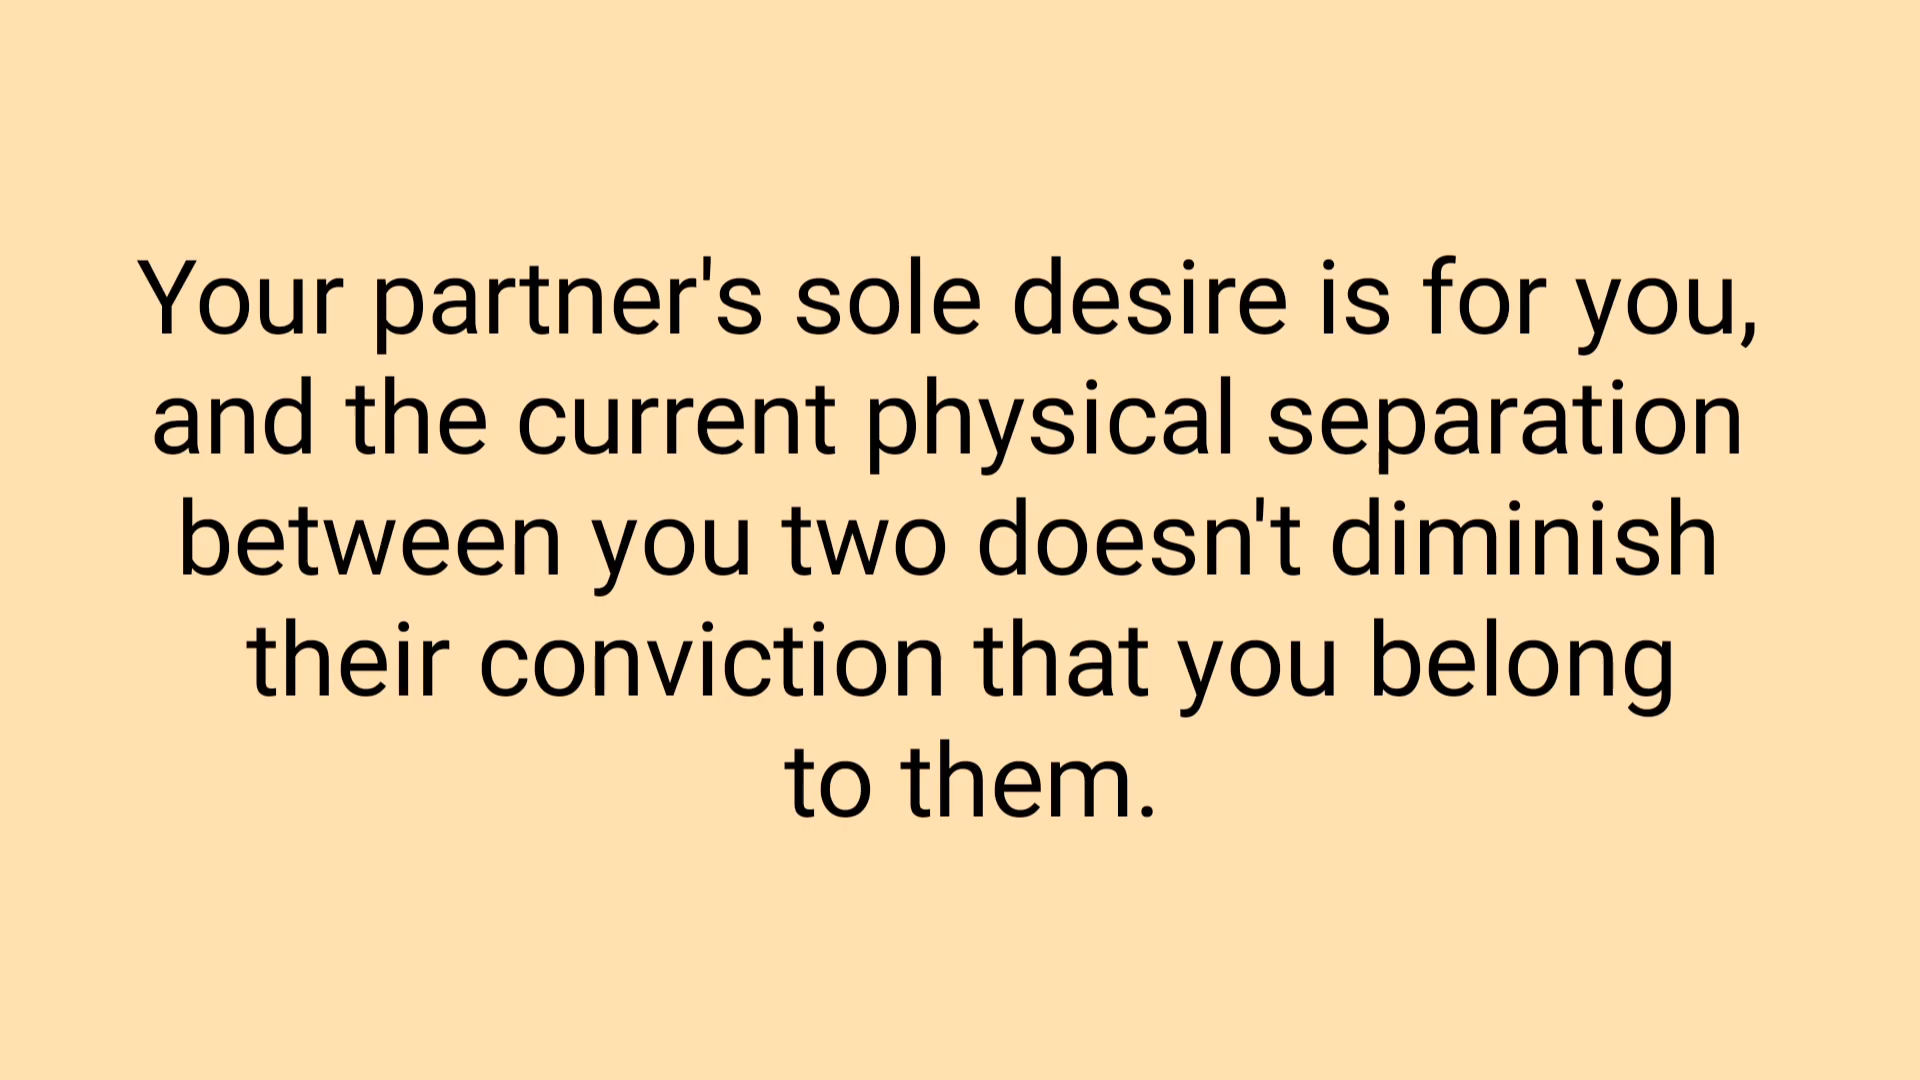 Your partner's sole desire is for you,
and the current physical separation
between you two doesn't diminish
their conviction that you belong
to them.